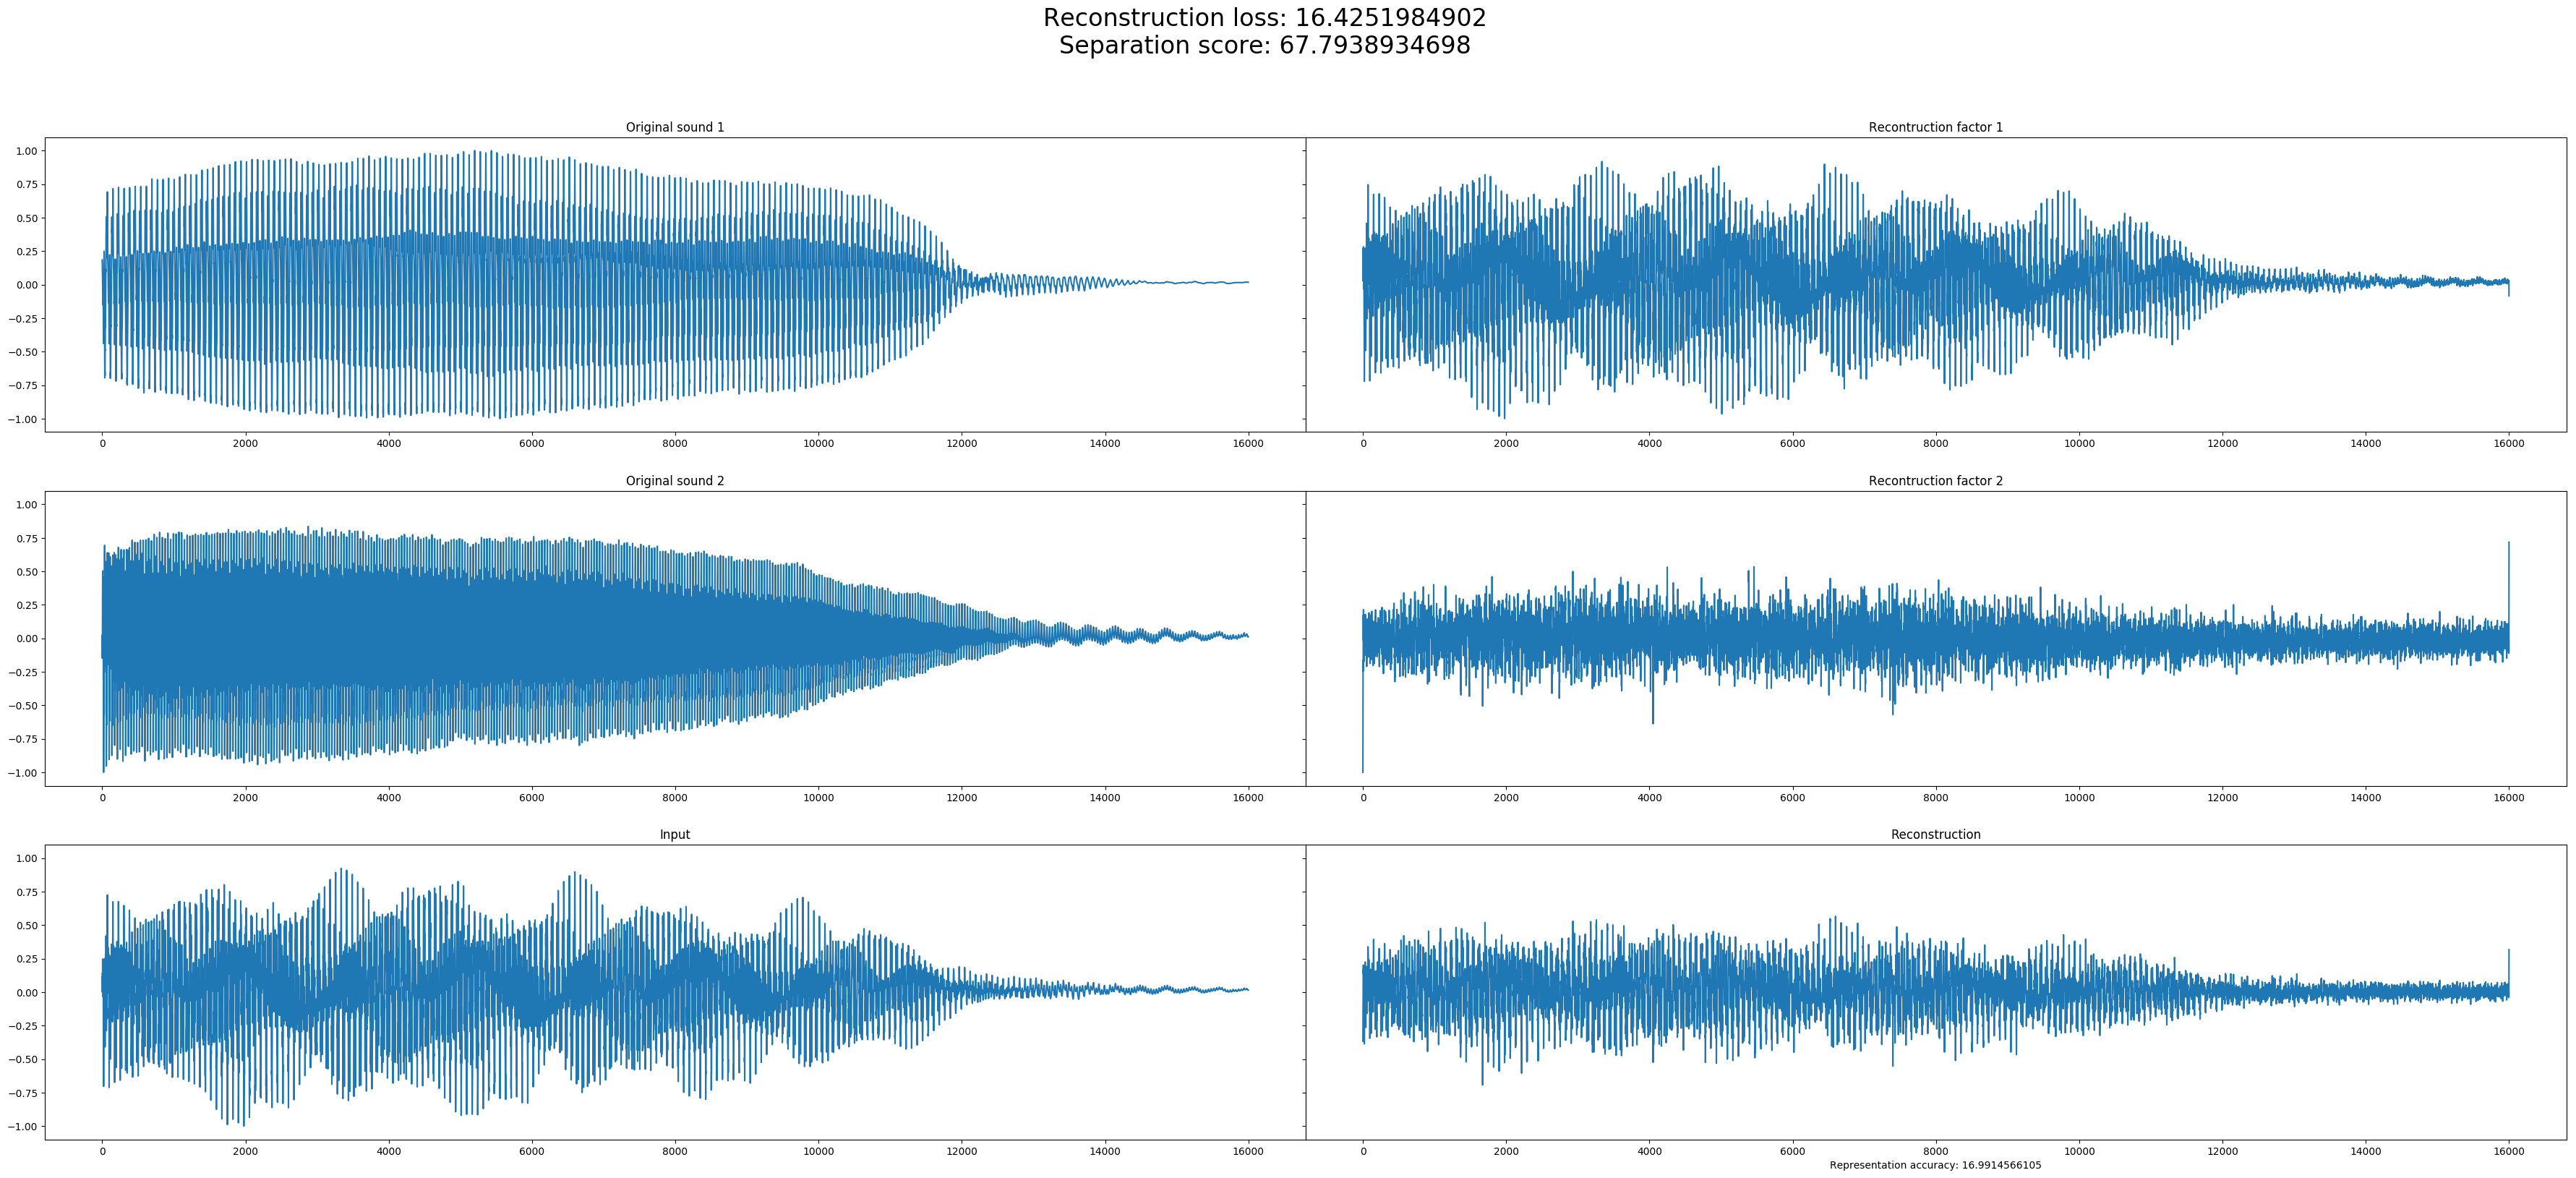 Reconstruction loss: 16.4251984902
Separation score: 67.7938934698
Original sound 1
Recontruction factor 1
1.00
0.75
0.50
0.25
0.00
−0.25
−0.50
−0.75
−1.00
0 2000 4000 6000 8000 10000 12000 14000 16000
0 2000 4000 6000 8000 10000 12000 14000 16000
Original sound 2
Recontruction factor 2
1.00
0.75
0.50
0.25
0.00
−0.25
−0.50
−0.75
−1.00
0 2000 4000 6000 8000 10000 12000 14000 16000
0 2000 4000 6000 8000 10000 12000 14000 16000
Input
Reconstruction
1.00
0.75
0.50
0.25
0.00
−0.25
−0.50
−0.75
−1.00
0 2000 4000 6000 8000 10000 12000 14000 16000
0 2000 4000 6000 8000 10000 12000 14000 16000
Representation accuracy: 16.9914566105